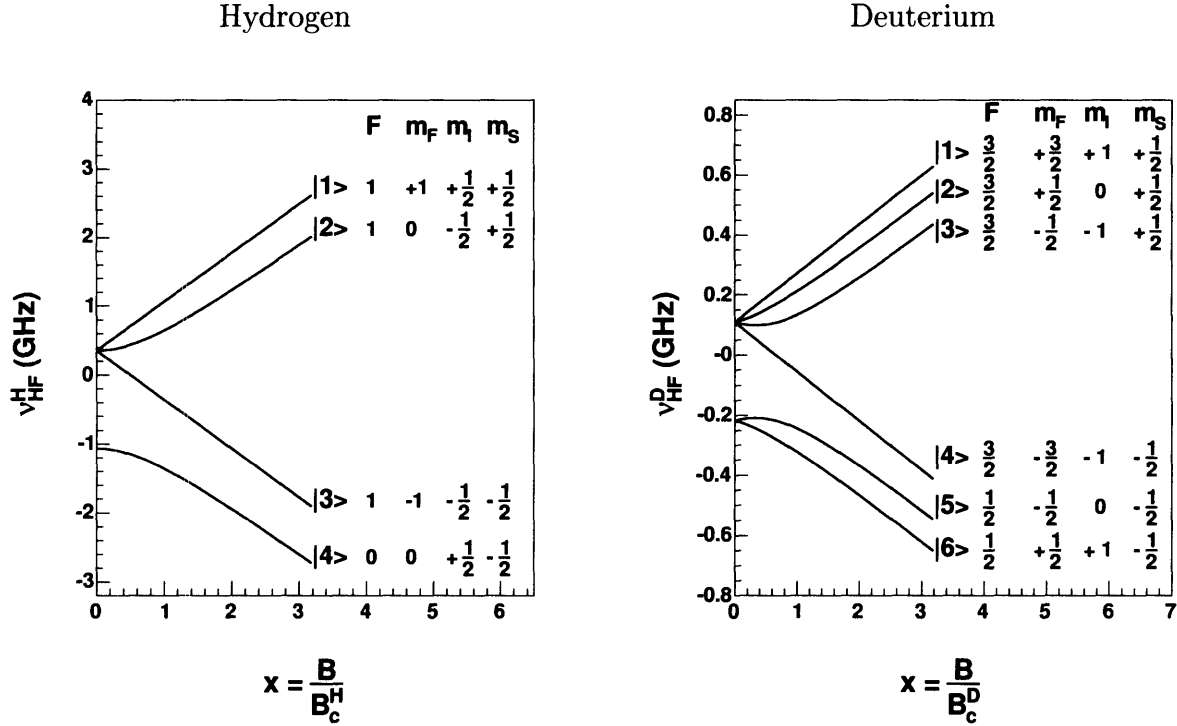 Hydrogen
4
3
2
1
0
-1
-2
-3
0 1 2 3 4 5 6
ν_HF^H (GHz)
F m_F m_I m_S
|1> 1 +1 +1/2 +1/2
|2> 1 0 -1/2 +1/2
|3> 1 -1 -1/2 -1/2
|4> 0 0 +1/2 -1/2
x = B/B_c^H
Deuterium
0.8
0.6
0.4
0.2
-0
-0.2
-0.4
-0.6
-0.8
0 1 2 3 4 5 6 7
ν_HF^D (GHz)
F m_F m_I m_S
|1> 3/2 +3/2 +1 +1/2
|2> 3/2 +1/2 0 +1/2
|3> 3/2 -1/2 -1 +1/2
|4> 3/2 -3/2 -1 -1/2
|5> 1/2 -1/2 0 -1/2
|6> 1/2 +1/2 +1 -1/2
x = B/B_c^D